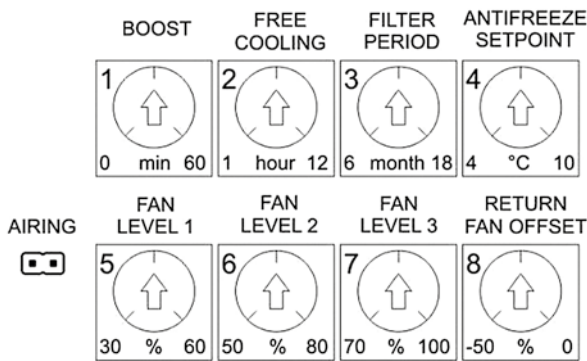 BOOST
FREE COOLING
FILTER PERIOD
ANTIFREEZE SETPOINT
1
0 min 60
2
1 hour 12
3
6 month 18
4
4 °C 10
AIRING
FAN LEVEL 1
FAN LEVEL 2
FAN LEVEL 3
RETURN FAN OFFSET
5
30 % 60
6
50 % 80
7
70 % 100
8
-50 % 0